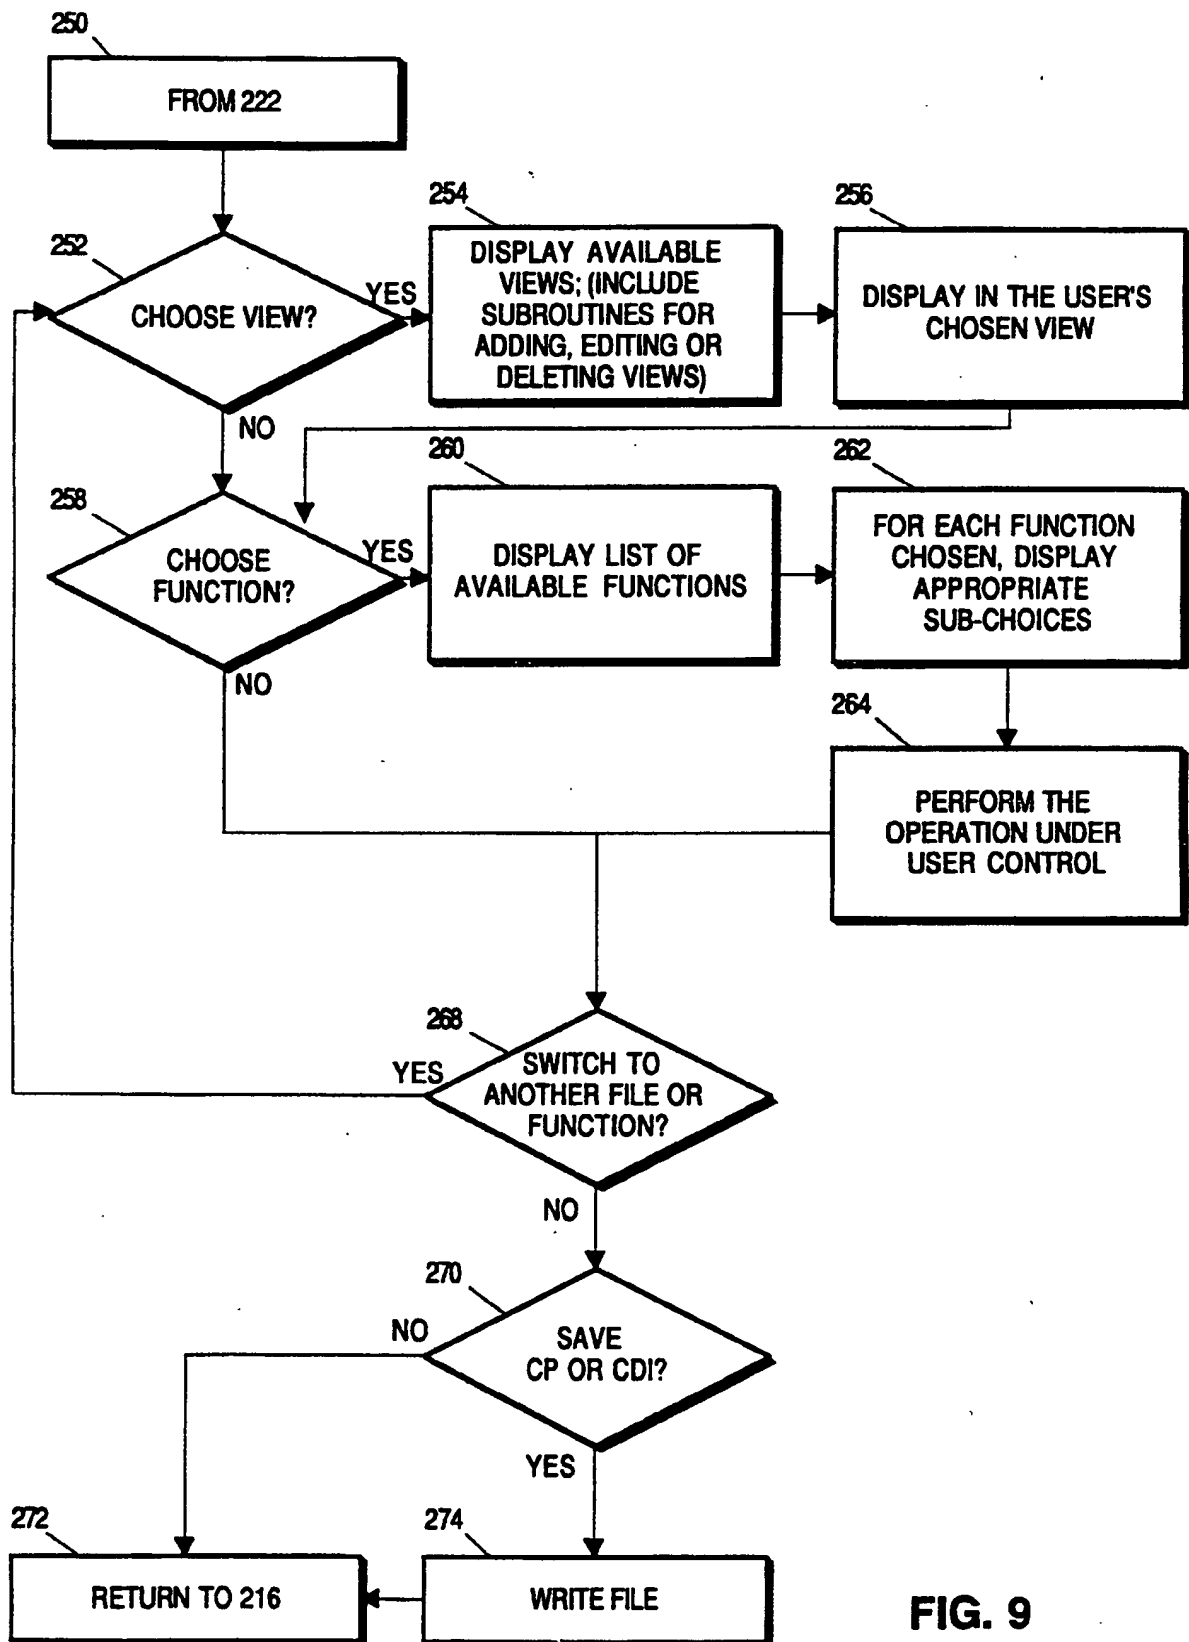 250
FROM 222
252
CHOOSE VIEW?
YES
NO
254
DISPLAY AVAILABLE
VIEWS; (INCLUDE
SUBROUTINES FOR
ADDING, EDITING OR
DELETING VIEWS)
256
DISPLAY IN THE USER'S
CHOSEN VIEW
258
CHOOSE
FUNCTION?
YES
NO
260
DISPLAY LIST OF
AVAILABLE FUNCTIONS
262
FOR EACH FUNCTION
CHOSEN, DISPLAY
APPROPRIATE
SUB-CHOICES
264
PERFORM THE
OPERATION UNDER
USER CONTROL
268
SWITCH TO
ANOTHER FILE OR
FUNCTION?
YES
NO
270
SAVE
CP OR CDI?
NO
YES
272
RETURN TO 216
274
WRITE FILE
FIG. 9